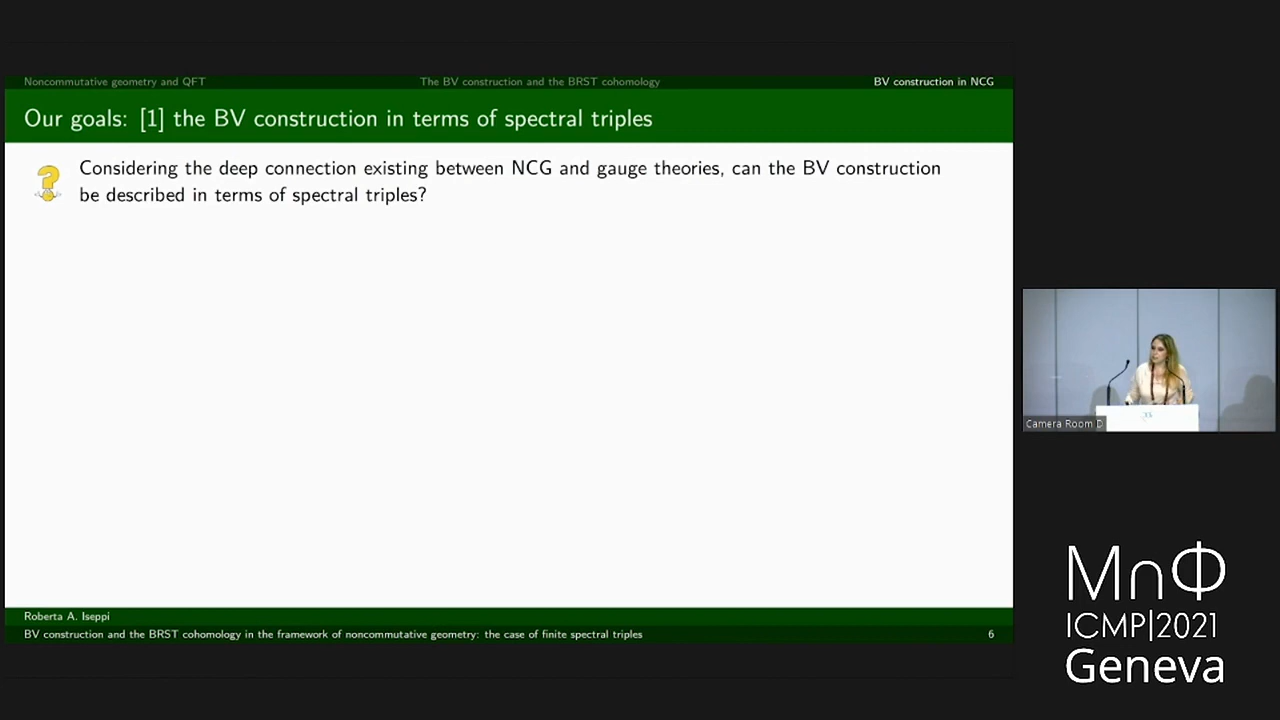 Noncommutative geometry and QFT The BV construction and the BRST cohomology BV construction in NCG
Our goals: [1] the BV construction in terms of spectral triples
Considering the deep connection existing between NCG and gauge theories, can the BV construction
be described in terms of spectral triples?
Camera Room D
MnΦ
ICMP|2021
Geneva
Roberta A. Iseppi
BV construction and the BRST cohomology in the framework of noncommutative geometry: the case of finite spectral triples 6